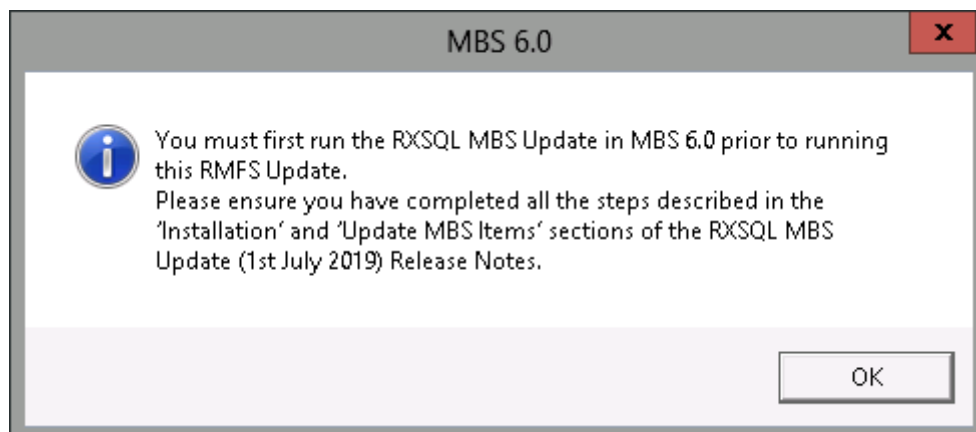 MBS 6.0
x
You must first run the RXSQL MBS Update in MBS 6.0 prior to running
this RMFS Update.
Please ensure you have completed all the steps described in the
‘Installation’ and ‘Update MBS Items’ sections of the RXSQL MBS
Update (1st July 2019) Release Notes.
OK